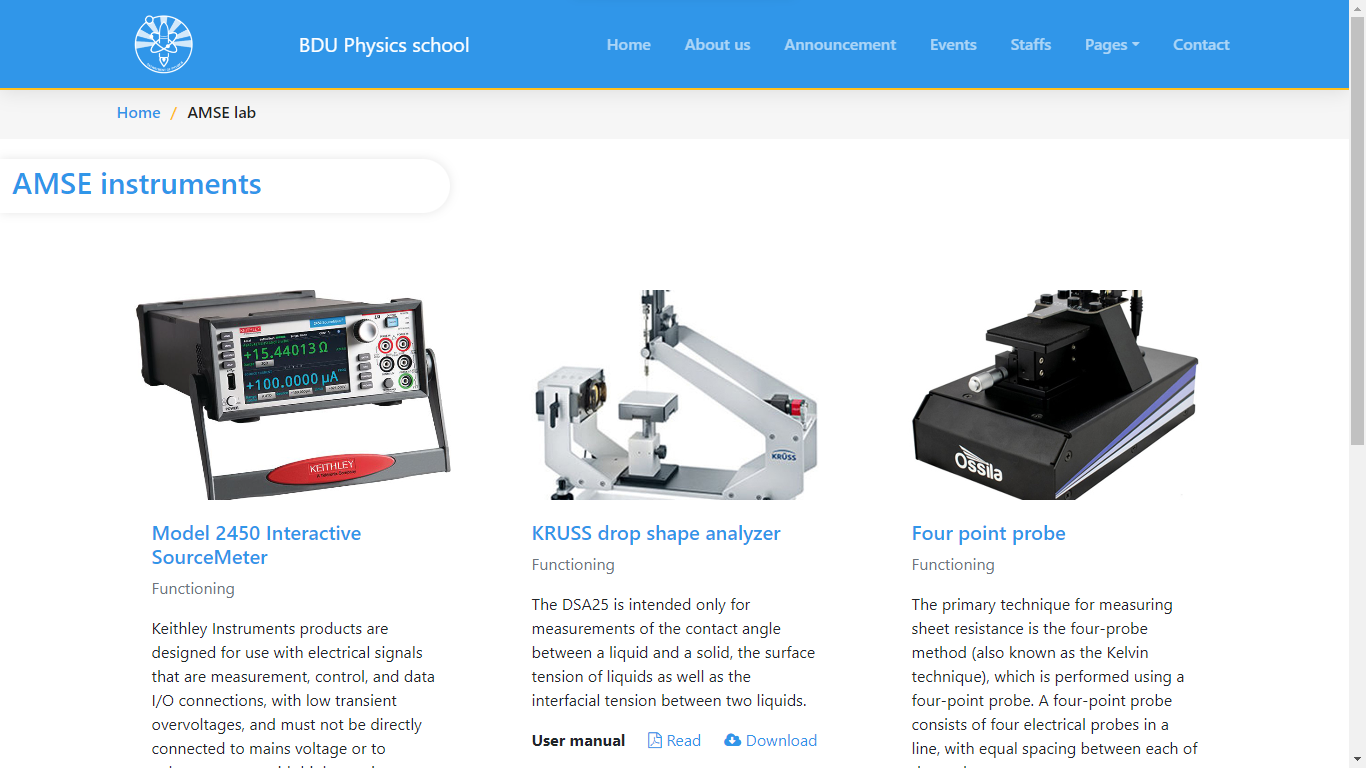 BDU Physics school
Home About us Announcement Events Staffs Pages Contact
Home / AMSE lab
AMSE instruments
+15.44013 Ω
+100.0000 µA
POWER
KEITHLEY
KRÜSS
Ossila
Model 2450 Interactive
SourceMeter
Functioning
Keithley Instruments products are
designed for use with electrical signals
that are measurement, control, and data
I/O connections, with low transient
overvoltages, and must not be directly
connected to mains voltage or to
KRUSS drop shape analyzer
Functioning
The DSA25 is intended only for
measurements of the contact angle
between a liquid and a solid, the surface
tension of liquids as well as the
interfacial tension between two liquids.
User manual Read Download
Four point probe
Functioning
The primary technique for measuring
sheet resistance is the four-probe
method (also known as the Kelvin
technique), which is performed using a
four-point probe. A four-point probe
consists of four electrical probes in a
line, with equal spacing between each of